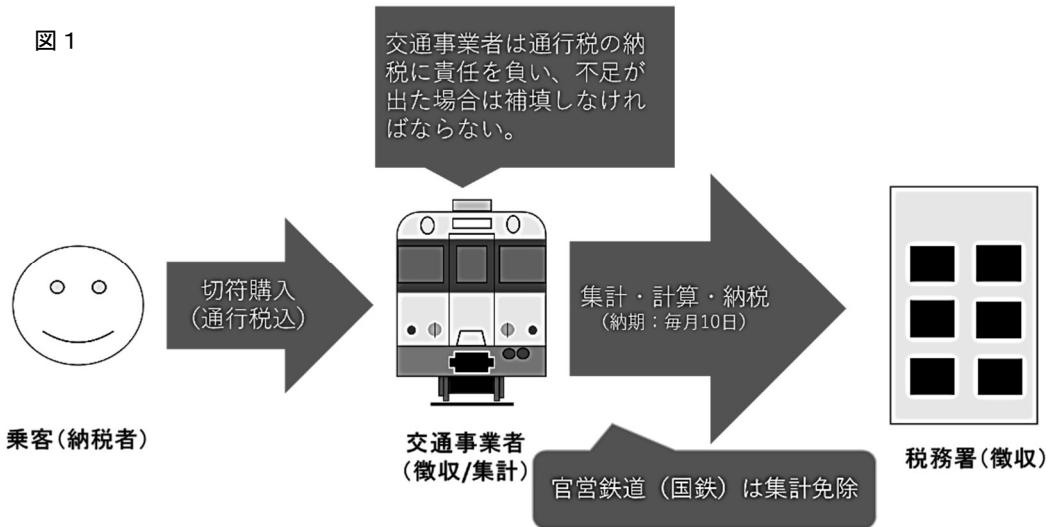 図1
交通事業者は通行税の納
税に責任を負い、不足が
出た場合は補填しなけれ
ばならない。
切符購入
（通行税込）
集計・計算・納税
（納期：毎月10日）
乗客（納税者）
交通事業者
（徴収/集計）
税務署（徴収）
官営鉄道（国鉄）は集計免除